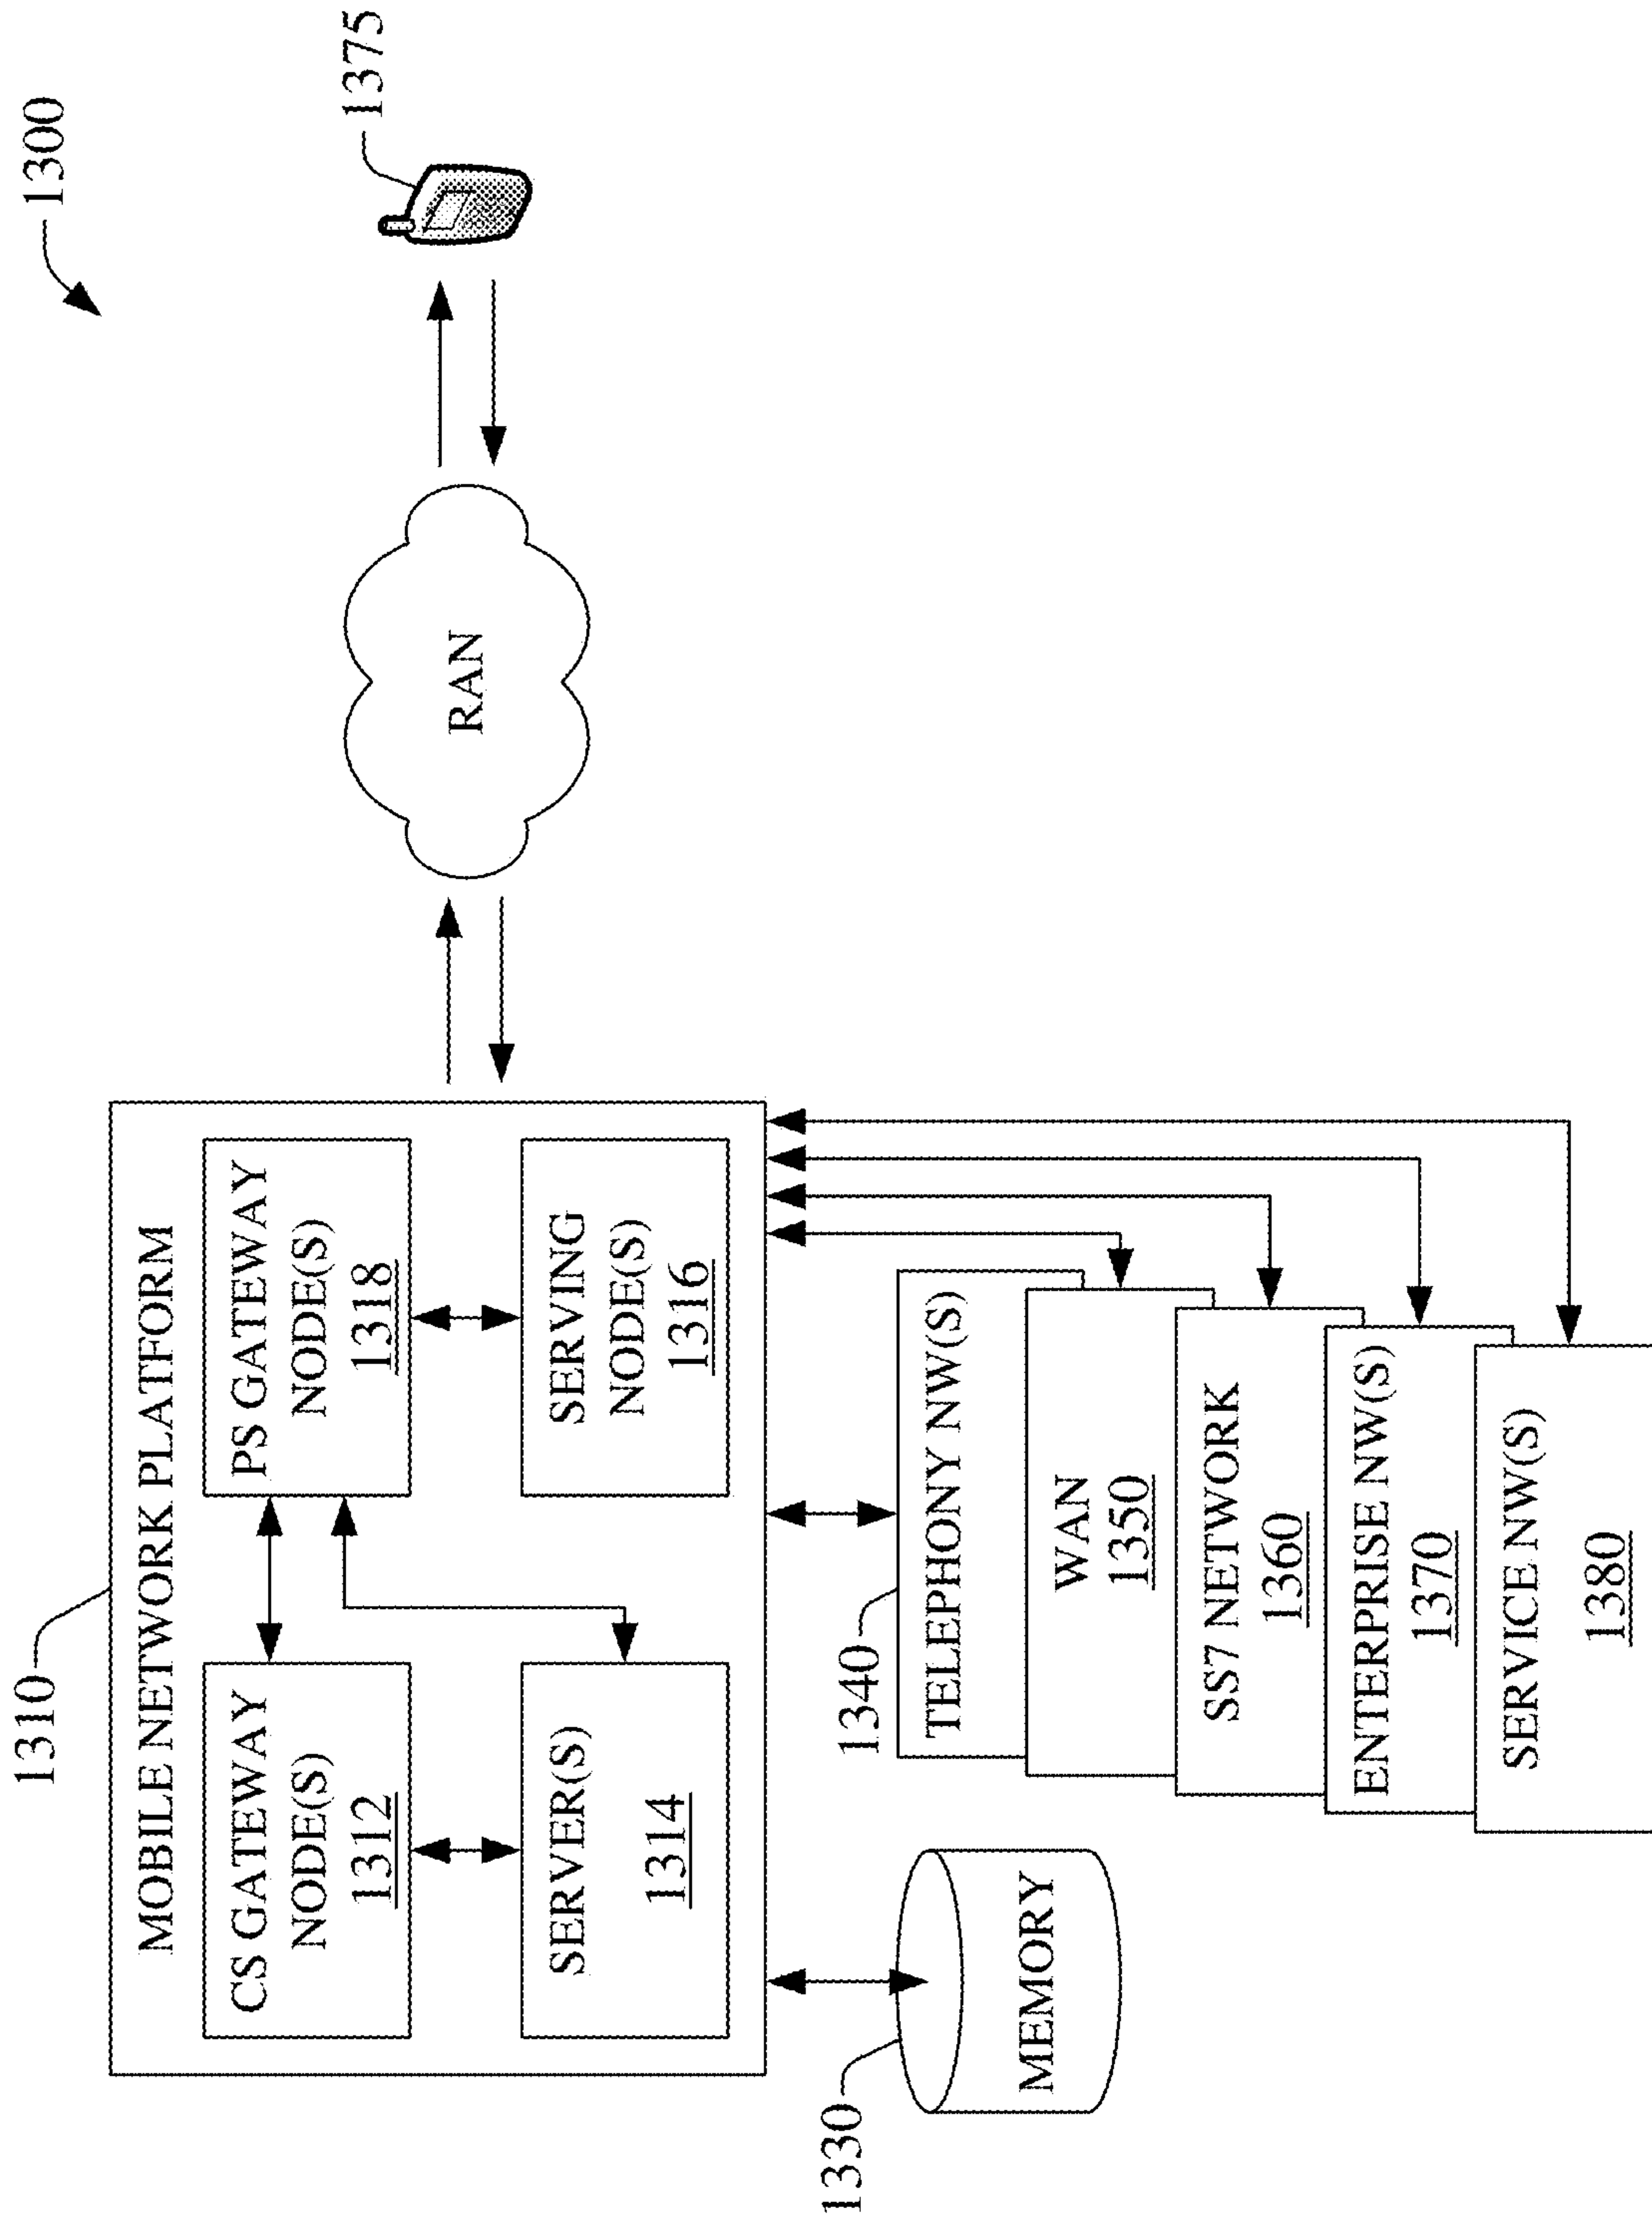 1300
1310
MOBILE NETWORK PLATFORM
CS GATEWAY
NODE(S)
1312
PS GATEWAY
NODE(S)
1318
SERVER(S)
1314
SERVING
NODE(S)
1316
RAN
1375
1330
MEMORY
1340
TELEPHONY NW(S)
WAN
1350
SS7 NETWORK
1360
ENTERPRISE NW(S)
1370
SERVICE NW(S)
1380